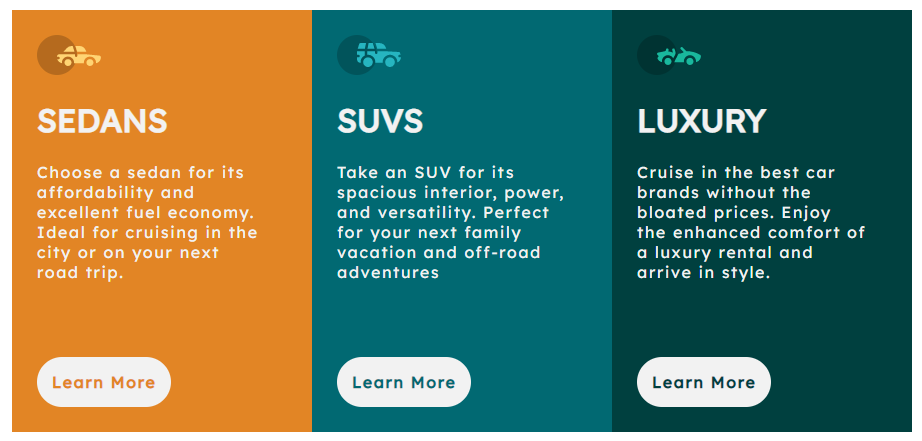 SEDANS
Choose a sedan for its
affordability and
excellent fuel economy.
Ideal for cruising in the
city or on your next
road trip.
Learn More
SUVS
Take an SUV for its
spacious interior, power,
and versatility. Perfect
for your next family
vacation and off-road
adventures
Learn More
LUXURY
Cruise in the best car
brands without the
bloated prices. Enjoy
the enhanced comfort of
a luxury rental and
arrive in style.
Learn More